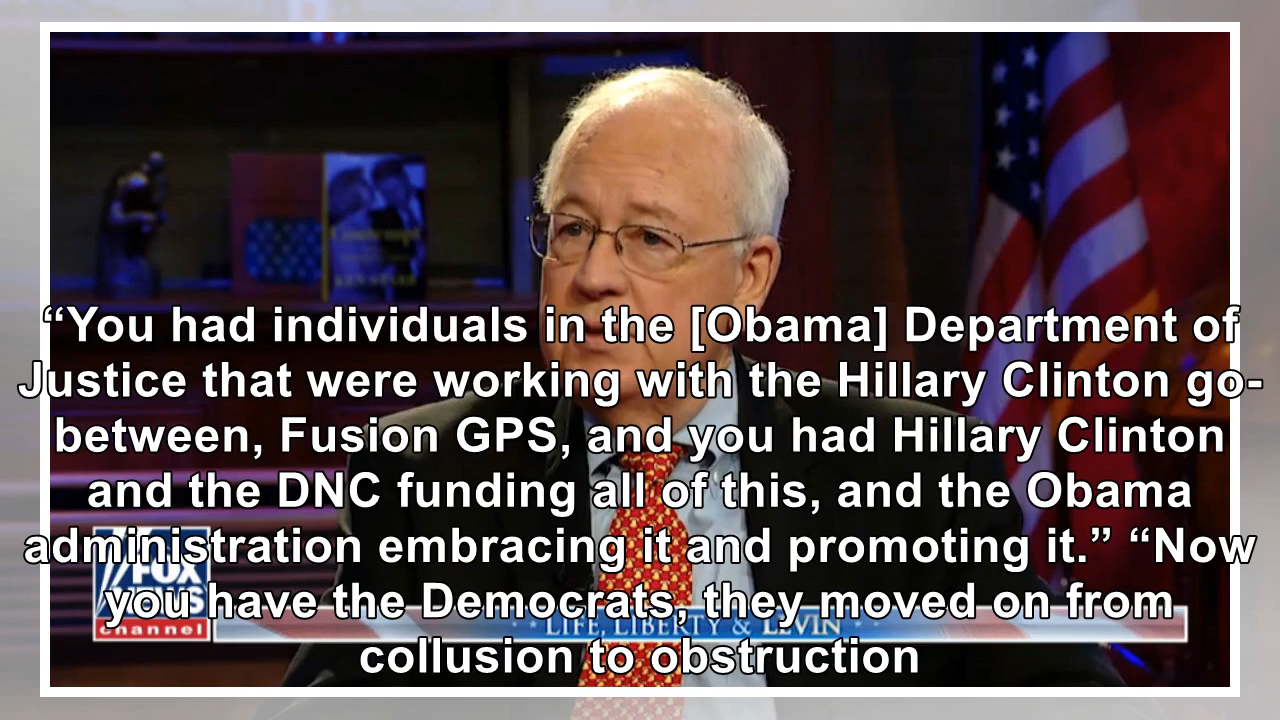 “You had individuals in the [Obama] Department of
Justice that were working with the Hillary Clinton go-
between, Fusion GPS, and you had Hillary Clinton
and the DNC funding all of this, and the Obama
administration embracing it and promoting it.” “Now
you have the Democrats, they moved on from
collusion to obstruction
FOX
NEWS
channel
LIFE, LIBERTY & LEVIN